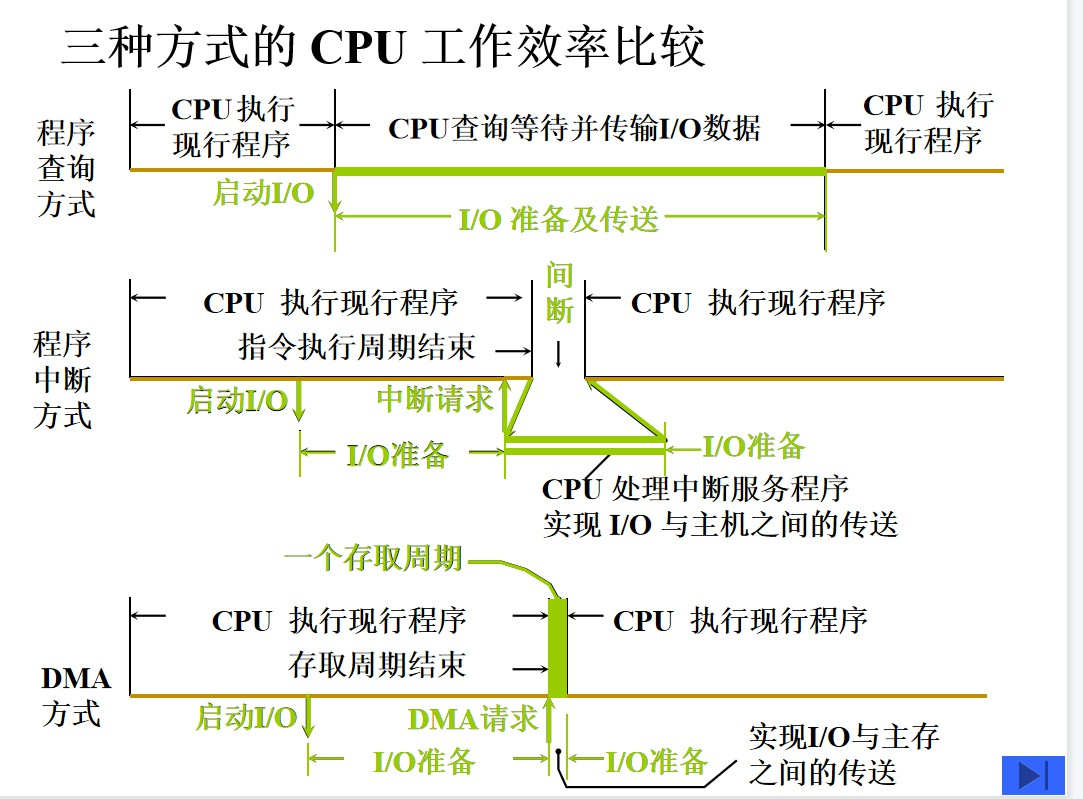 三种方式的 CPU 工作效率比较
程序
查询
方式
CPU 执行
现行程序
CPU查询等待并传输I/O数据
CPU 执行
现行程序
启动I/O
I/O 准备及传送
程序
中断
方式
CPU 执行现行程序
间
断
CPU 执行现行程序
指令执行周期结束
启动I/O
中断请求
I/O准备
I/O准备
CPU 处理中断服务程序
实现 I/O 与主机之间的传送
一个存取周期
DMA
方式
CPU 执行现行程序
CPU 执行现行程序
存取周期结束
启动I/O
DMA请求
I/O准备
I/O准备
实现I/O与主存
之间的传送